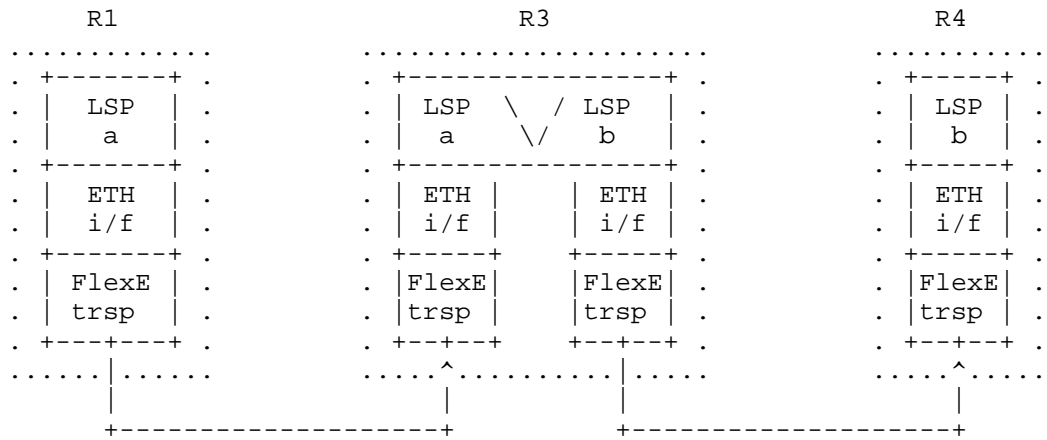 R1 R3 R4
LSP LSP \ / LSP LSP
a a \/ b b
ETH ETH ETH ETH
i/f i/f i/f i/f
FlexE FlexE FlexE FlexE
trsp trsp trsp trsp